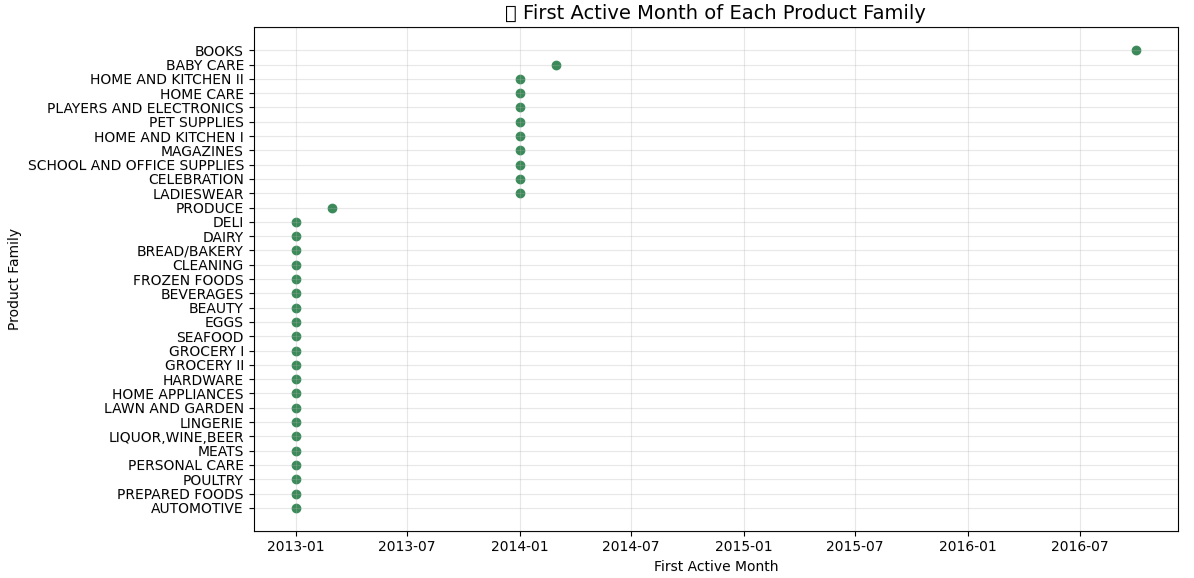 First Active Month of Each Product Family
BOOKS
BABY CARE
HOME AND KITCHEN II
HOME CARE
PLAYERS AND ELECTRONICS
PET SUPPLIES
HOME AND KITCHEN I
MAGAZINES
SCHOOL AND OFFICE SUPPLIES
CELEBRATION
LADIESWEAR
PRODUCE
DELI
DAIRY
BREAD/BAKERY
CLEANING
FROZEN FOODS
BEVERAGES
BEAUTY
EGGS
SEAFOOD
GROCERY I
GROCERY II
HARDWARE
HOME APPLIANCES
LAWN AND GARDEN
LINGERIE
LIQUOR,WINE,BEER
MEATS
PERSONAL CARE
POULTRY
PREPARED FOODS
AUTOMOTIVE
Product Family
2013-01 2013-07 2014-01 2014-07 2015-01 2015-07 2016-01 2016-07
First Active Month